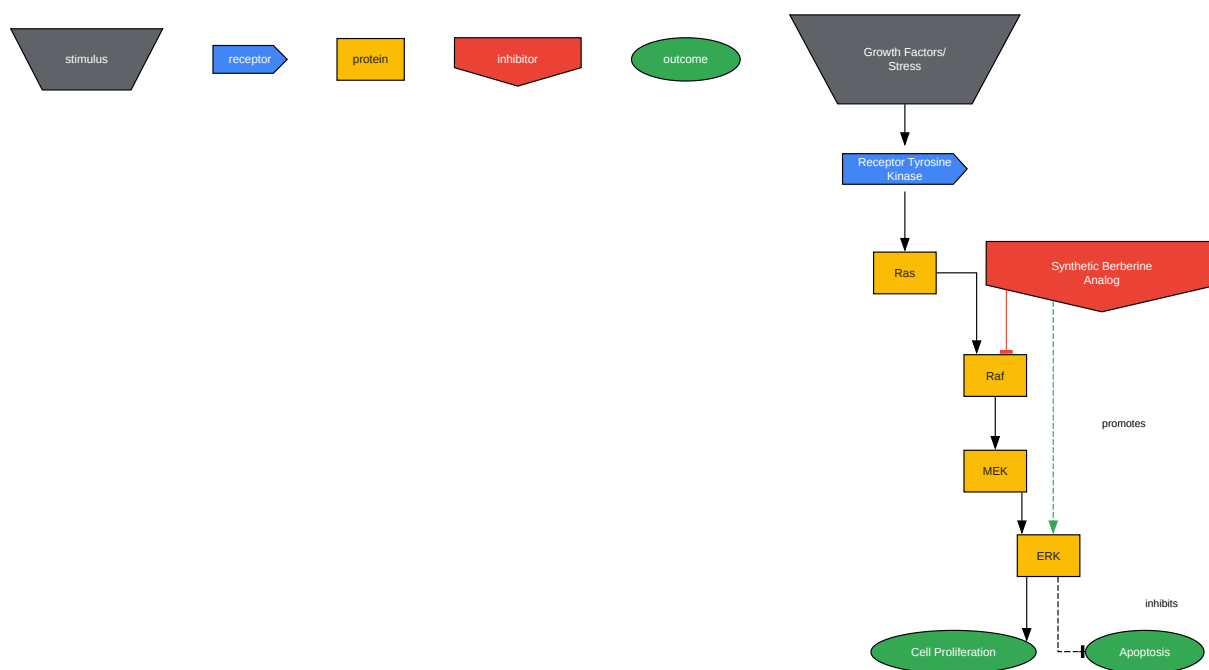 stimulus
receptor
protein
inhibitor
outcome
Growth Factors/
Stress
Receptor Tyrosine
Kinase
Ras
Synthetic Berberine
Analog
Raf
promotes
MEK
ERK
inhibits
Cell Proliferation
Apoptosis